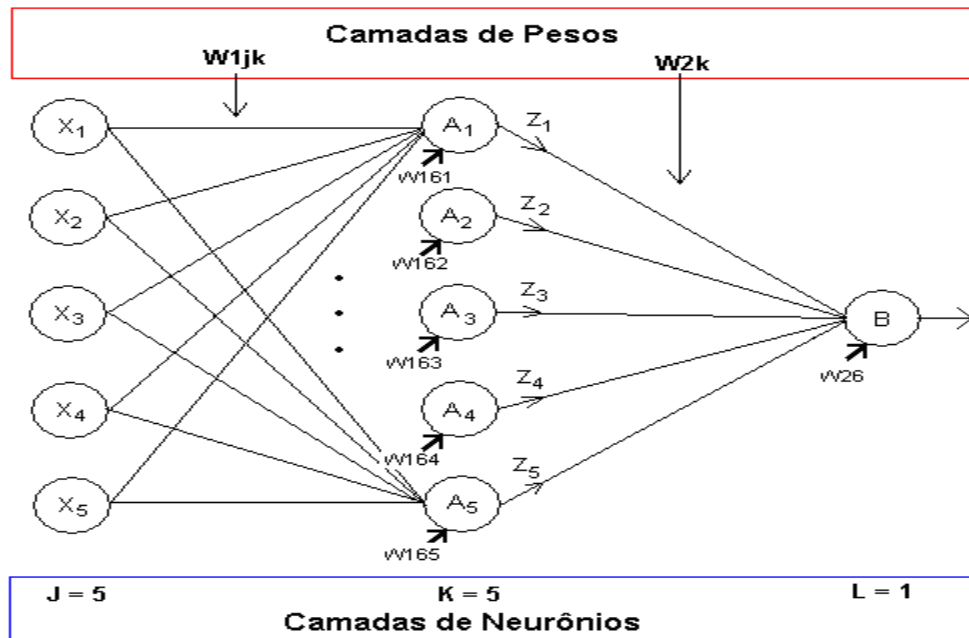 Camadas de Pesos
W1jk
W2k
X1
A1
Z1
W161
X2
A2
Z2
W162
X3
A3
Z3
B
W163
W26
X4
A4
Z4
W164
X5
A5
Z5
W165
J = 5
K = 5
L = 1
Camadas de Neurônios